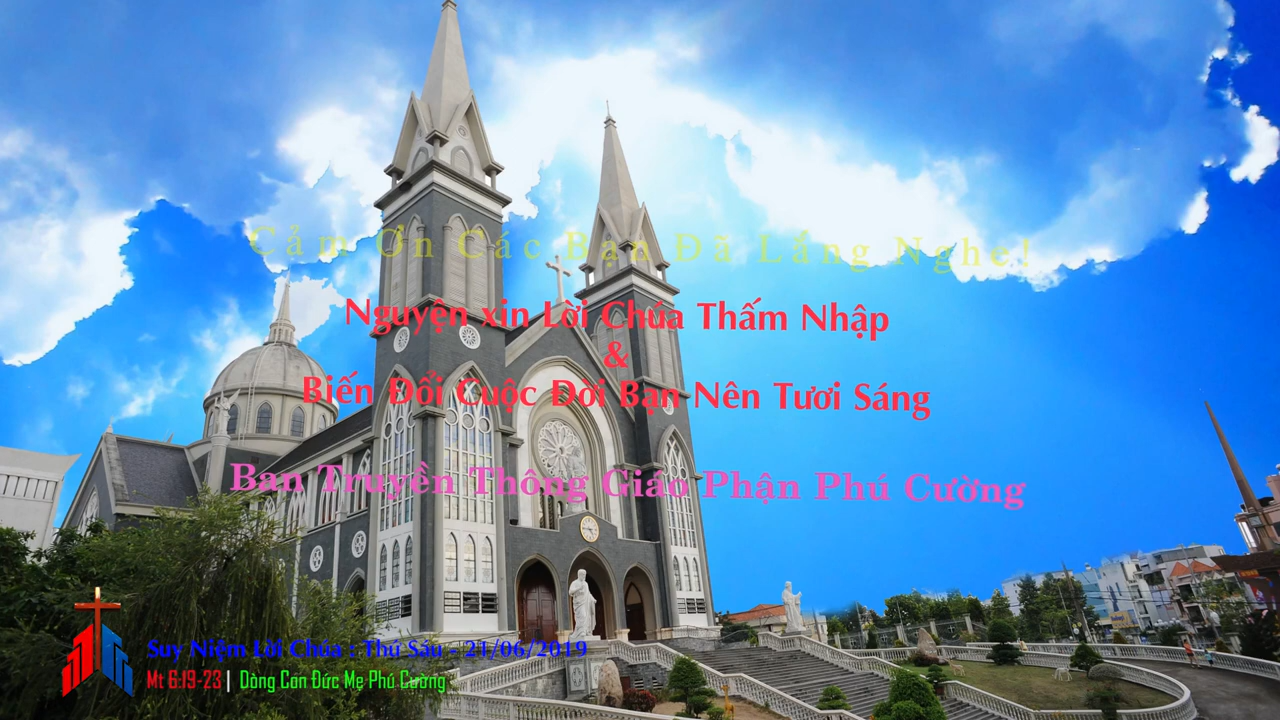 Cảm Ơn Các Bạn Đã Lắng Nghe!
Nguyện xin Lời Chúa Thấm Nhập
&
Biến Đổi Cuộc Đời Bạn Nên Tươi Sáng
Ban Truyền Thông Giáo Phận Phú Cường
Suy Niệm Lời Chúa : Thứ Sáu - 21/06/2019
Mt 6:19-23 | Dòng Con Đức Mẹ Phú Cường